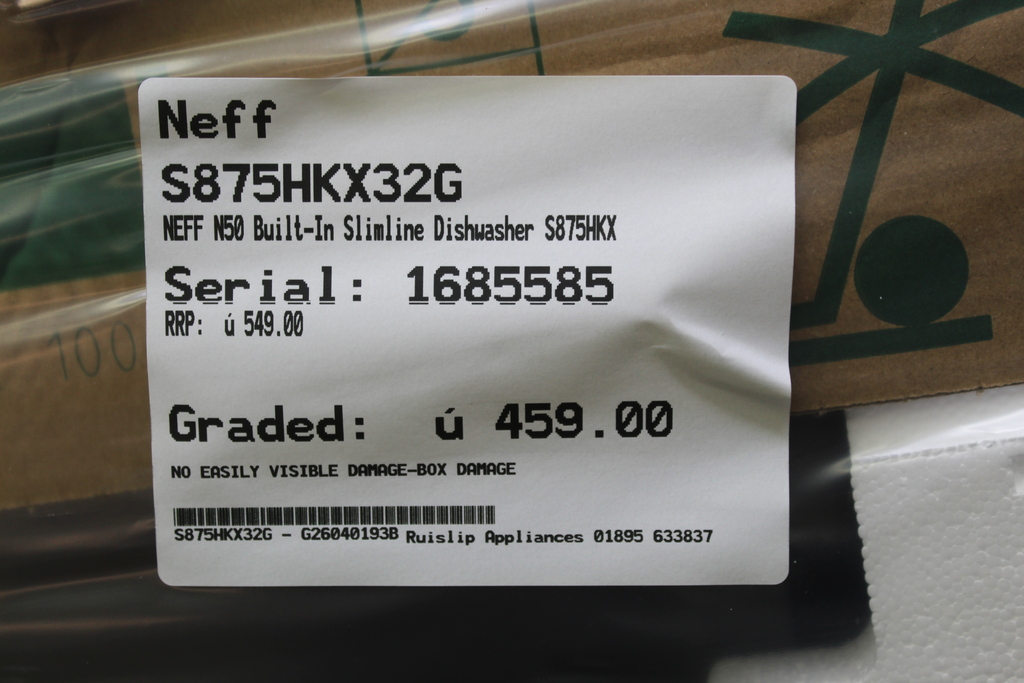 Neff
S875HKX32G
NEFF N50 Built-In Slimline Dishwasher S875HKX
Serial: 1685585
RRP: ú 549.00
Graded: ú 459.00
NO EASILY VISIBLE DAMAGE-BOX DAMAGE
S875HKX32G - G26040193B Ruislip Appliances 01895 633837
100